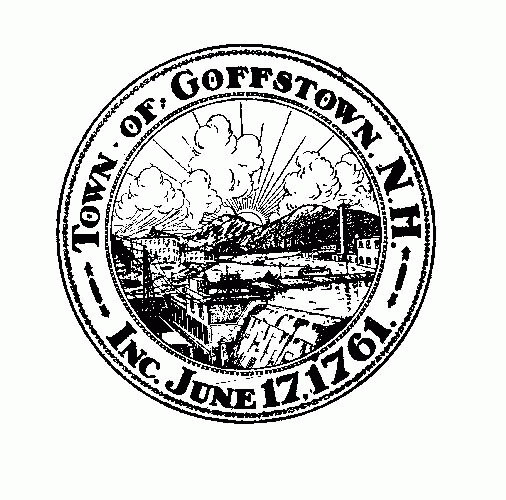 TOWN · OF · GOFFSTOWN, N.H.
INC. JUNE 17, 1761.